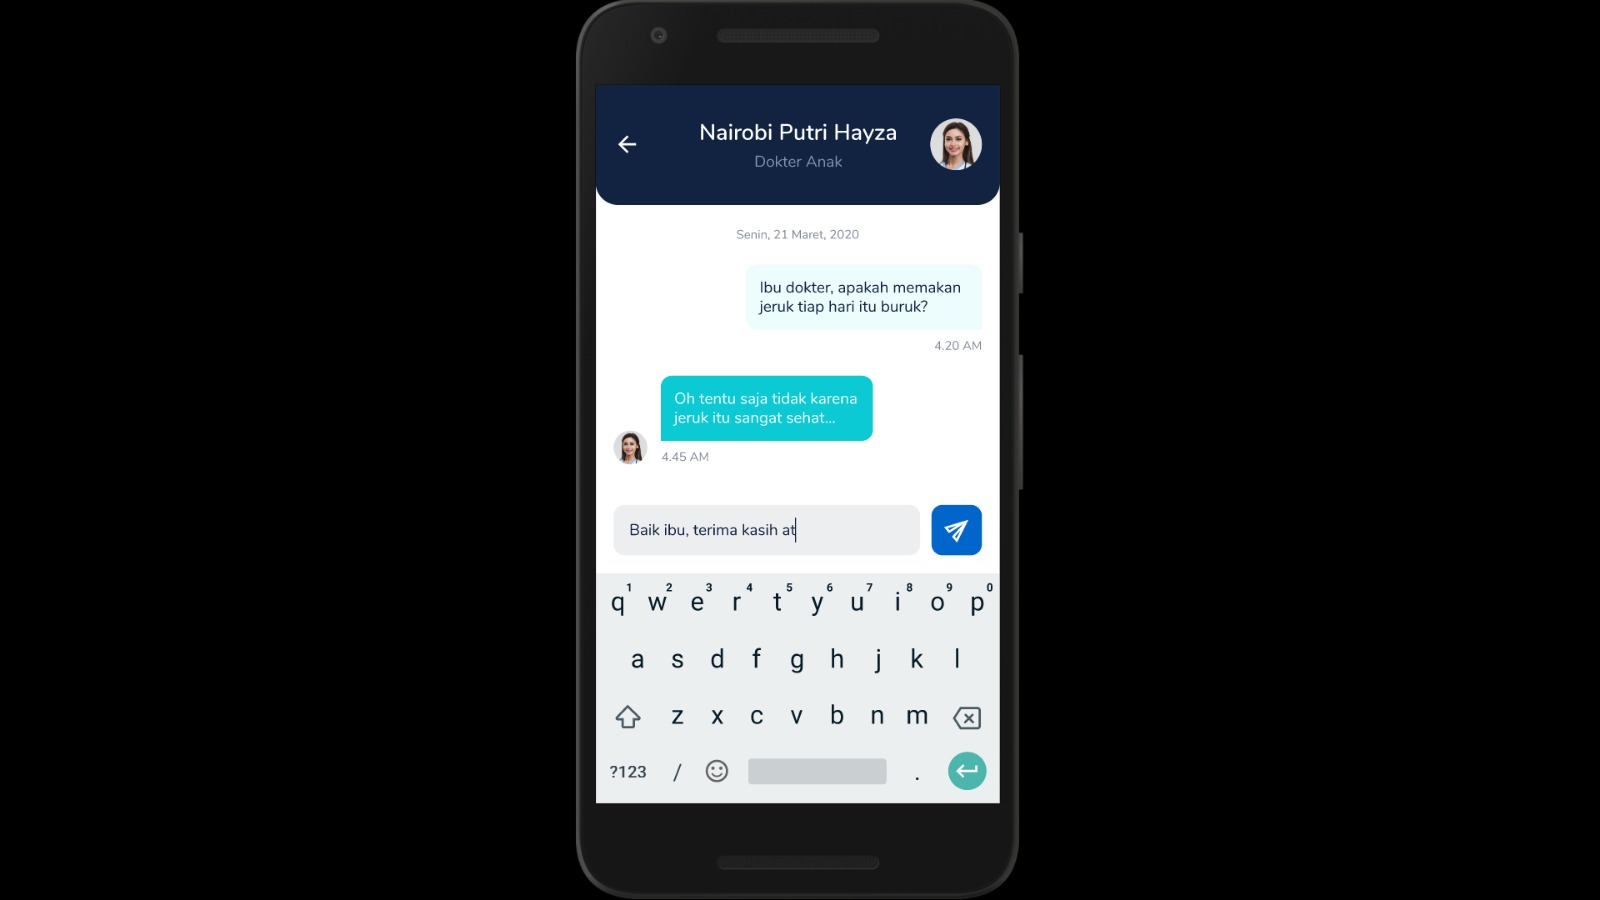 Nairobi Putri Hayza
Dokter Anak
Senin, 21 Maret, 2020
Ibu dokter, apakah memakan
jeruk tiap hari itu buruk?
4.20 AM
Oh tentu saja tidak karena
jeruk itu sangat sehat...
4.45 AM
Baik ibu, terima kasih at
1 2 3 4 5 6 7 8 9 0
q w e r t y u i o p
a s d f g h j k l
z x c v b n m
?123 / .